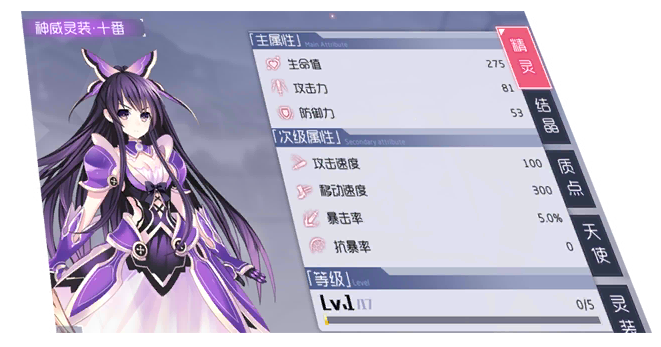 神威灵装·十番
「主属性」 Main Attribute
生命值 275
攻击力 81
防御力 53
「次级属性」 Secondary Attribute
攻击速度 100
移动速度 300
暴击率 5.0%
抗暴率 0
「等级」 Level
Lv.1/17 0/5
精灵
结晶
质点
天使
灵装